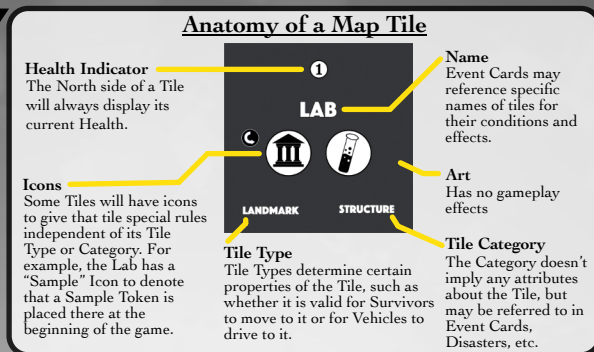 Anatomy of a Map Tile
Health Indicator
The North side of a Tile
will always display its
current Health.
Icons
Some Tiles will have icons
to give that tile special rules
independent of its Tile
Type or Category. For
example, the Lab has a
“Sample” Icon to denote
that a Sample Token is
placed there at the
beginning of the game.
1
LAB
LANDMARK
STRUCTURE
Tile Type
Tile Types determine certain
properties of the Tile, such as
whether it is valid for Survivors
to move to it or for Vehicles to
drive to it.
Name
Event Cards may
reference specific
names of tiles for
their conditions and
effects.
Art
Has no gameplay
effects
Tile Category
The Category doesn’t
imply any attributes
about the Tile, but
may be referred to in
Event Cards,
Disasters, etc.